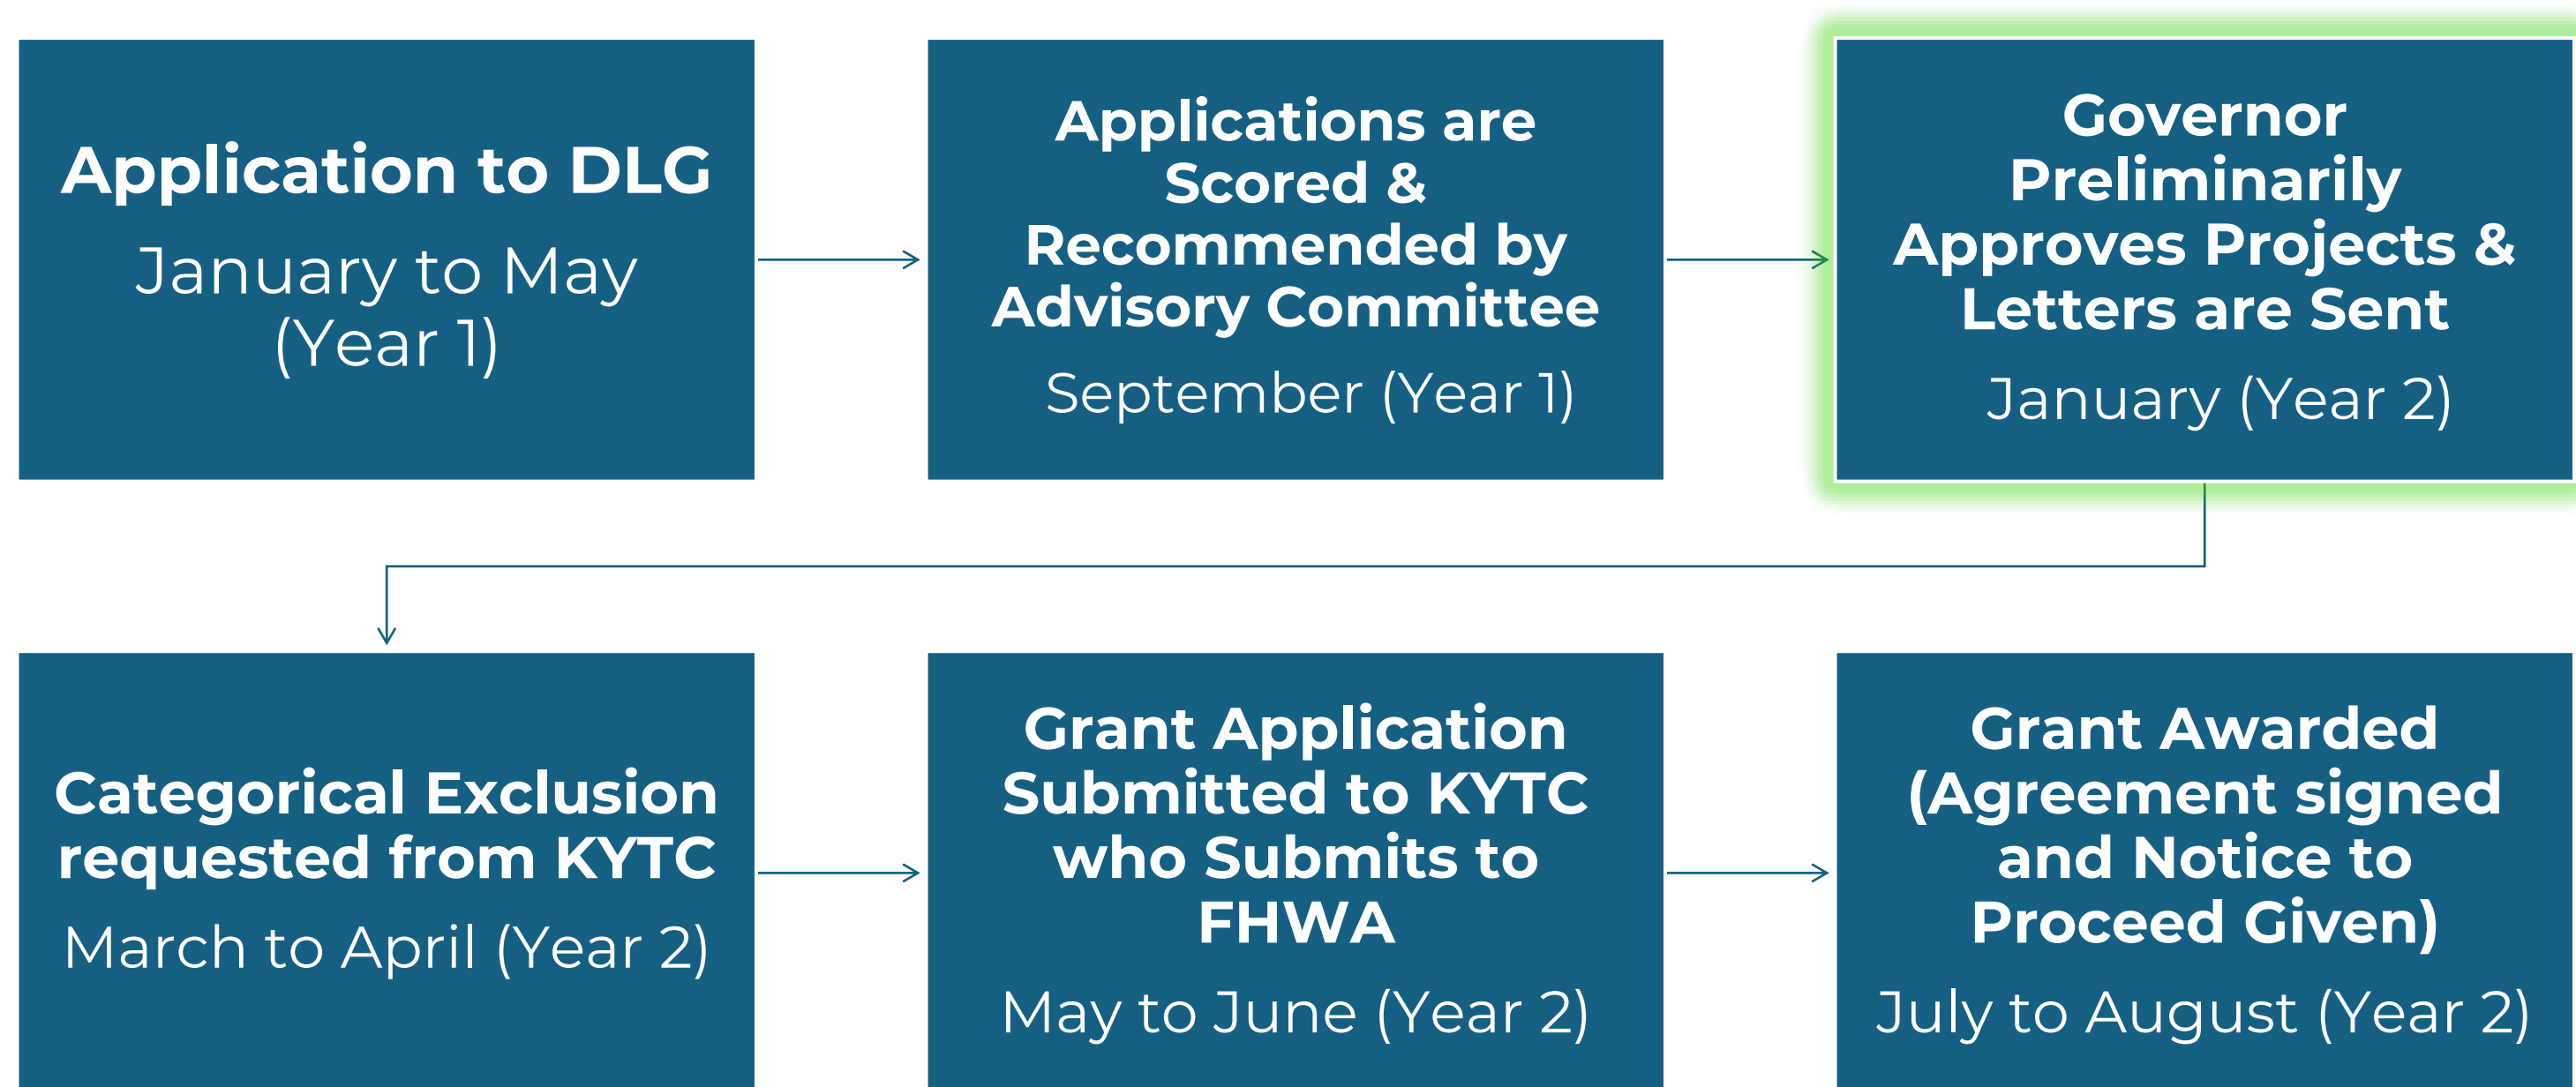 Application to DLG
January to May
(Year 1)
Applications are
Scored &
Recommended by
Advisory Committee
September (Year 1)
Governor
Preliminarily
Approves Projects &
Letters are Sent
January (Year 2)
Categorical Exclusion
requested from KYTC
March to April (Year 2)
Grant Application
Submitted to KYTC
who Submits to
FHWA
May to June (Year 2)
Grant Awarded
(Agreement signed
and Notice to
Proceed Given)
July to August (Year 2)